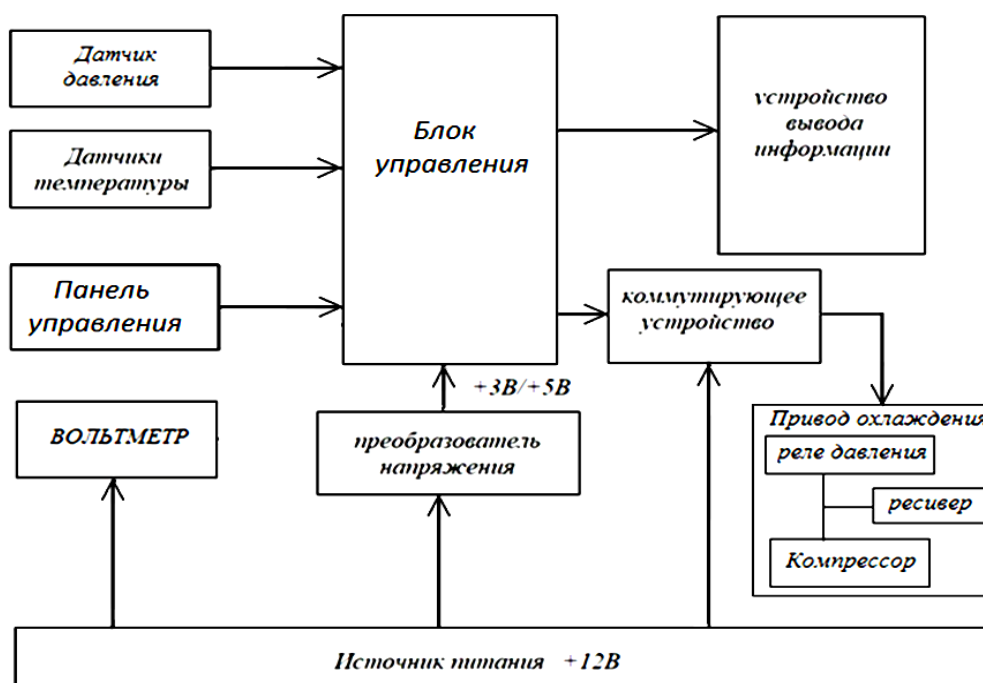 Датчик
давления
Датчики
температуры
Панель
управления
Блок
управления
устройство
вывода
информации
коммутирующее
устройство
+3В/+5В
ВОЛЬТМЕТР
преобразователь
напряжения
Привод охлаждения
реле давления
ресивер
Компрессор
Источник питания +12В